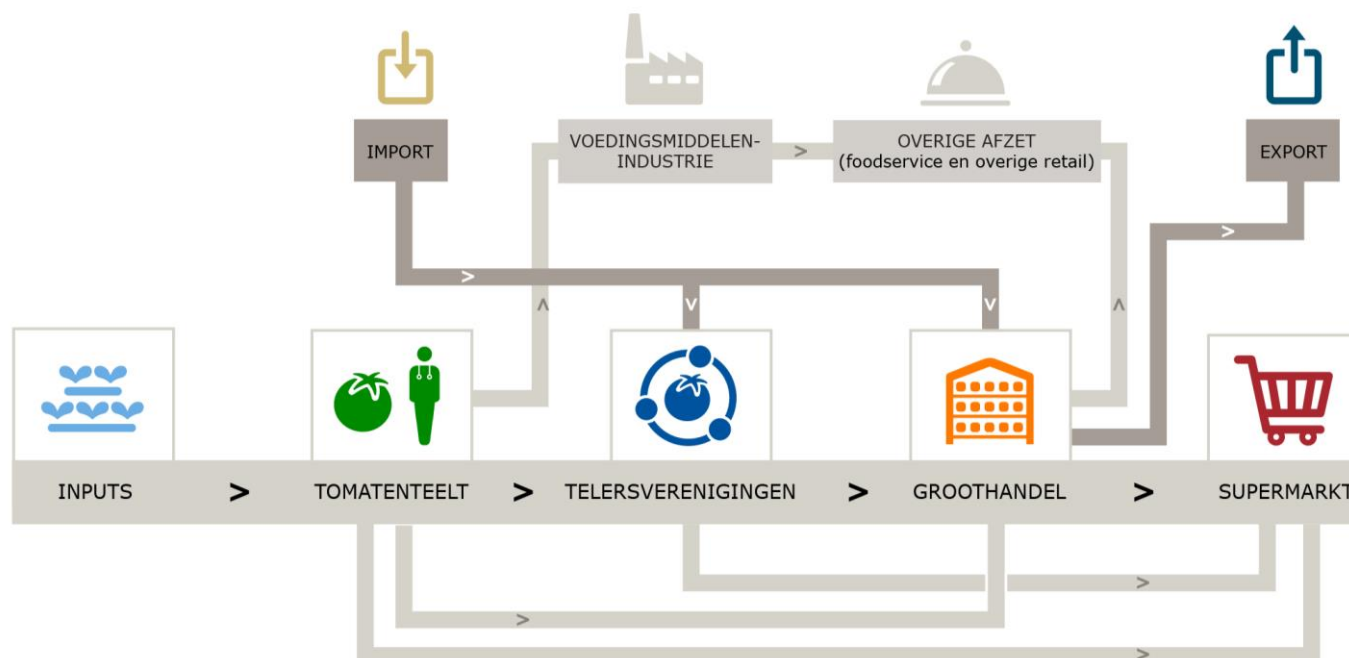 IMPORT
VOEDINGSMIDDELEN-
INDUSTRIE
>
OVERIGE AFZET
(foodservice en overige retail)
EXPORT
INPUTS > TOMATENTEELT > TELERSVERENIGINGEN > GROOTHANDEL > SUPERMARKT